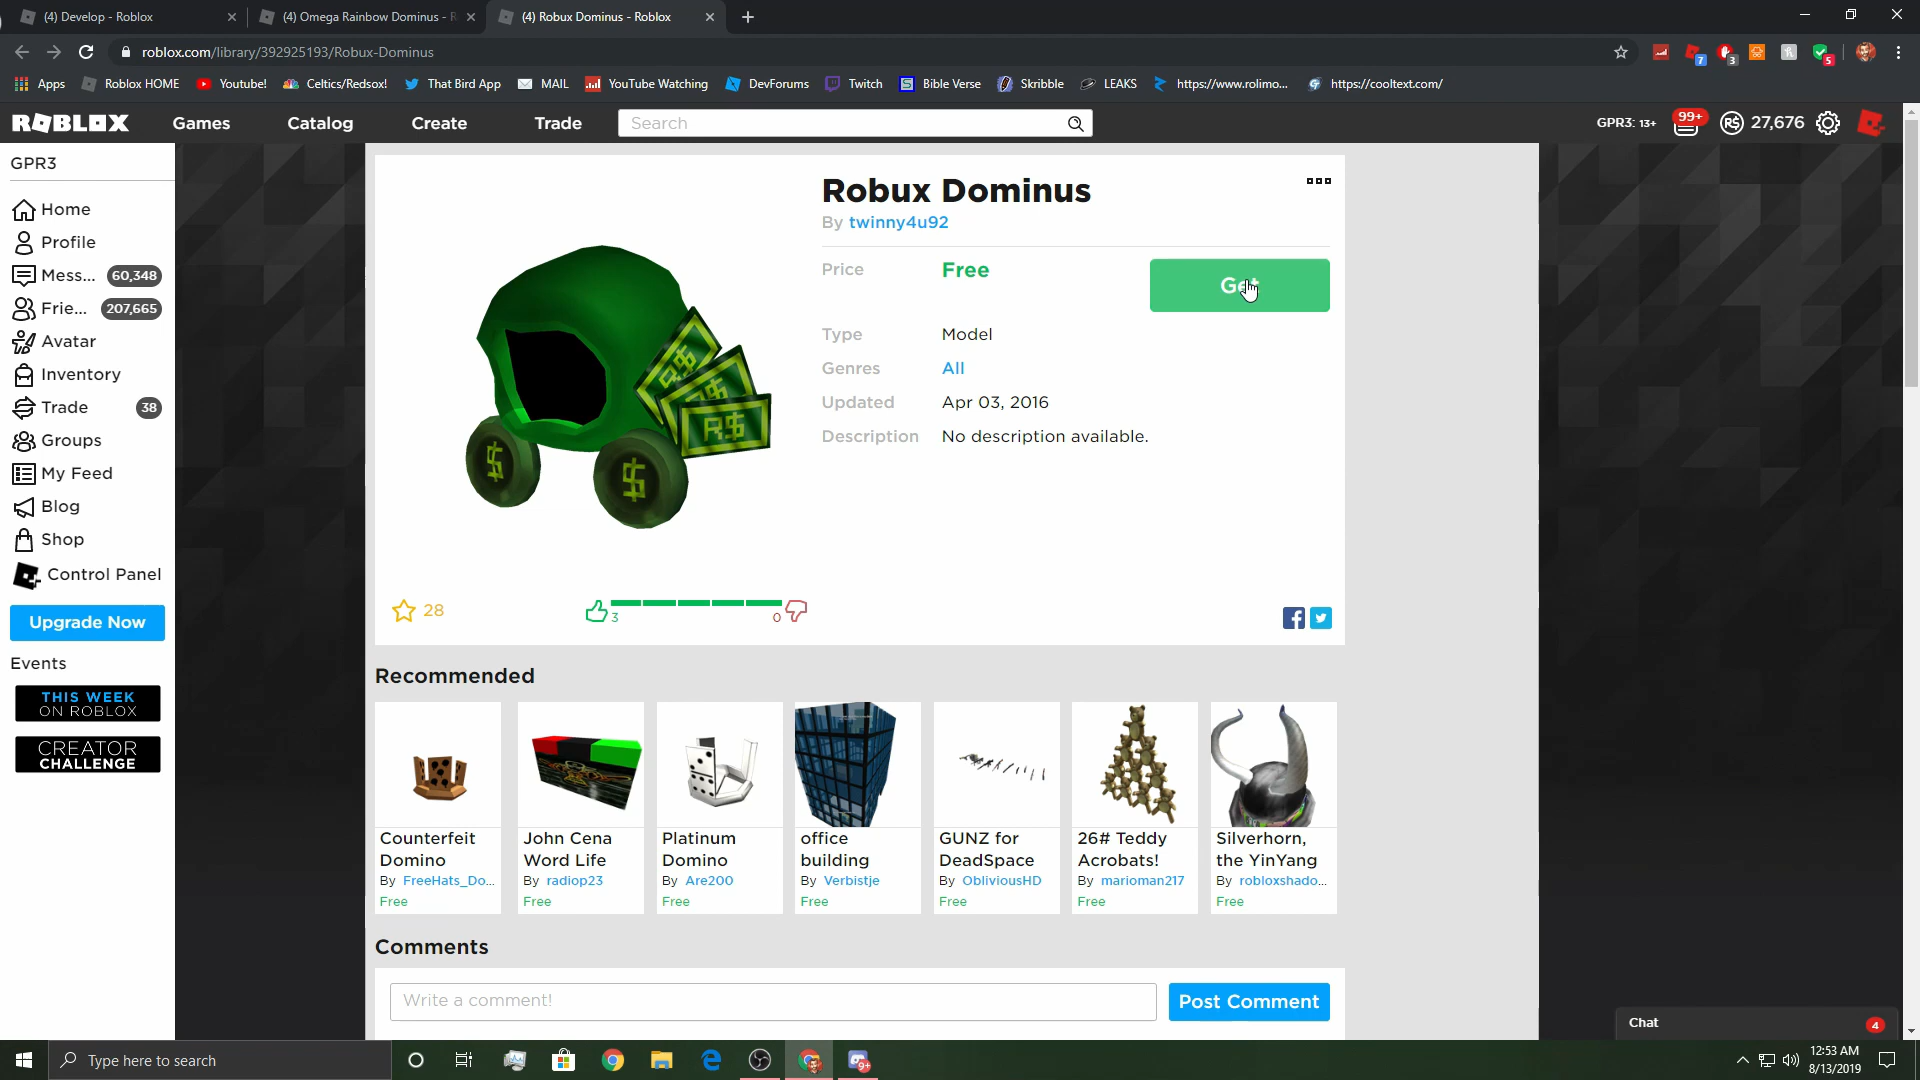 (4) Develop - Roblox
(4) Omega Rainbow Dominus - R
(4) Robux Dominus - Roblox
roblox.com/library/392925193/Robux-Dominus
7
3
5
Apps
Roblox HOME
Youtube!
Celtics/Redsox!
That Bird App
MAIL
YouTube Watching
DevForums
Twitch
Bible Verse
Skribble
LEAKS
https://www.rolimo...
https://cooltext.com/
ROBLOX
Games
Catalog
Create
Trade
Search
GPR3: 13+
99+
R$
27,676
GPR3
Home
Profile
Mess... 60,348
Frie... 207,665
Avatar
Inventory
Trade 38
Groups
My Feed
Blog
Shop
Control Panel
Upgrade Now
Events
THIS WEEK
ON ROBLOX
CREATOR
CHALLENGE
Robux Dominus
By twinny4u92
Price Free
Get
Type Model
Genres All
Updated Apr 03, 2016
Description No description available.
R$
R$
R$
$
$
28
3
0
Recommended
Counterfeit
Domino
By FreeHats_Do...
Free
John Cena
Word Life
By radiop23
Free
Platinum
Domino
By Are200
Free
office
building
By Verbistje
Free
GUNZ for
DeadSpace
By ObliviousHD
Free
26# Teddy
Acrobats!
By marioman217
Free
Silverhorn,
the YinYang
By robloxshado...
Free
Comments
Write a comment!
Post Comment
Chat
4
Type here to search
9+
12:53 AM
8/13/2019